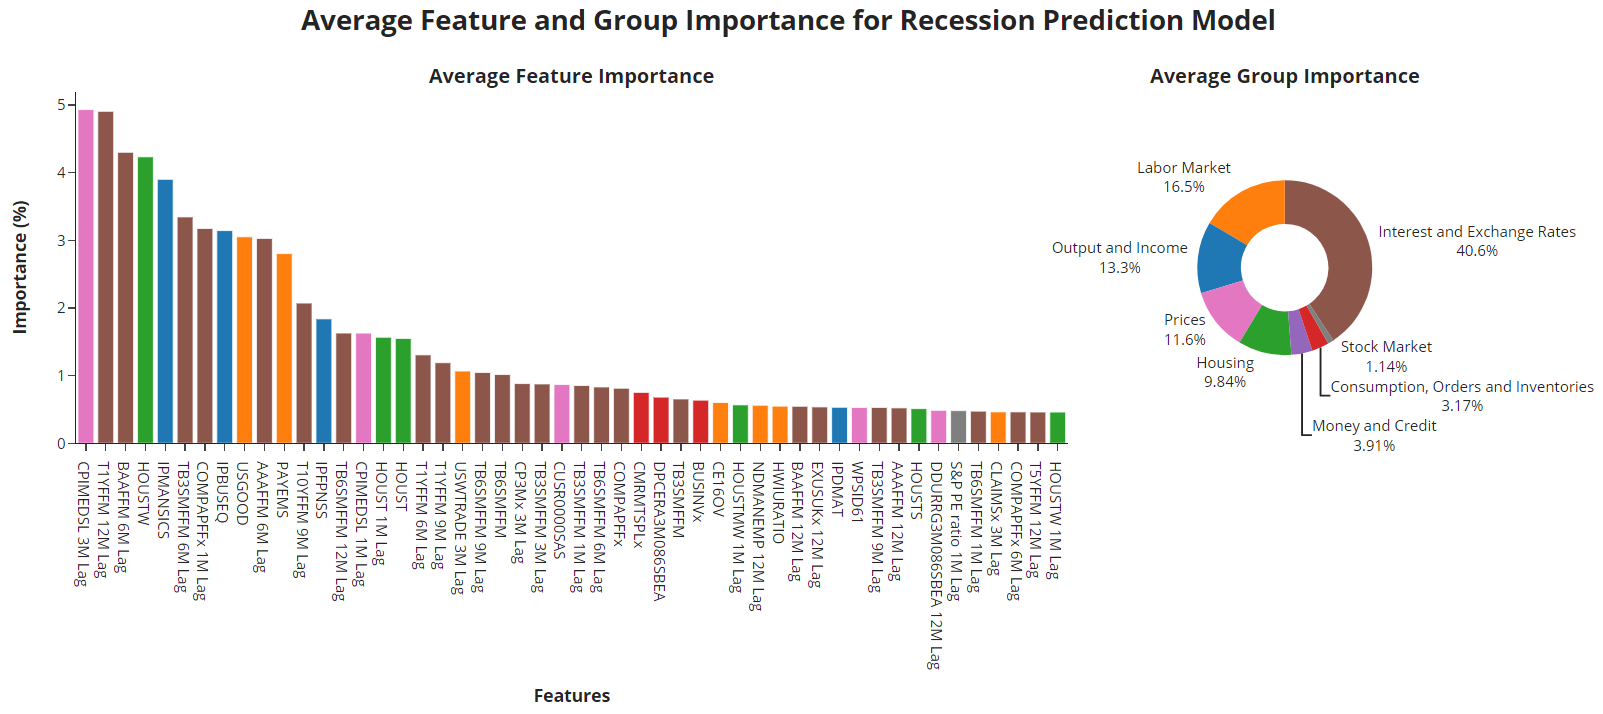 Average Feature and Group Importance for Recession Prediction Model
Average Feature Importance
Importance (%)
5
4
3
2
1
0
CPIMEDSL 3M Lag
T1YFFM 12M Lag
BAAFFM 6M Lag
HOUSTW
IPMANSICS
TB3SMFFM 6M Lag
COMPAPFFx 1M Lag
IPBUSEQ
USGOOD
AAAFFM 6M Lag
PAYEMS
T10YFFM 9M Lag
IPFPNSS
TB6SMFFM 12M Lag
CPIMEDSL 1M Lag
HOUST 1M Lag
HOUST
T1YFFM 6M Lag
T1YFFM 9M Lag
USWTRADE 3M Lag
TB6SMFFM 9M Lag
TB6SMFFM
CP3Mx 3M Lag
TB3SMFFM 3M Lag
CUSR0000SAS
TB3SMFFM 1M Lag
TB6SMFFM 6M Lag
COMPAPFFx
CMRMTSPLx
DPCERA3M086SBEA
TB3SMFFM
BUSINVx
CE16OV
HOUSTMW 1M Lag
NDMANEMP 12M Lag
HWIURATIO
BAAFFM 12M Lag
EXUSUKx 12M Lag
IPDMAT
WPSID61
TB3SMFFM 9M Lag
AAAFFM 12M Lag
HOUSTS
DDURRG3M086SBEA 12M Lag
S&P PE ratio 1M Lag
TB6SMFFM 1M Lag
CLAIMSx 3M Lag
COMPAPFFx 6M Lag
T5YFFM 12M Lag
HOUSTW 1M Lag
Features
Average Group Importance
Labor Market
16.5%
Output and Income
13.3%
Prices
11.6%
Housing
9.84%
Interest and Exchange Rates
40.6%
Stock Market
1.14%
Consumption, Orders and Inventories
3.17%
Money and Credit
3.91%